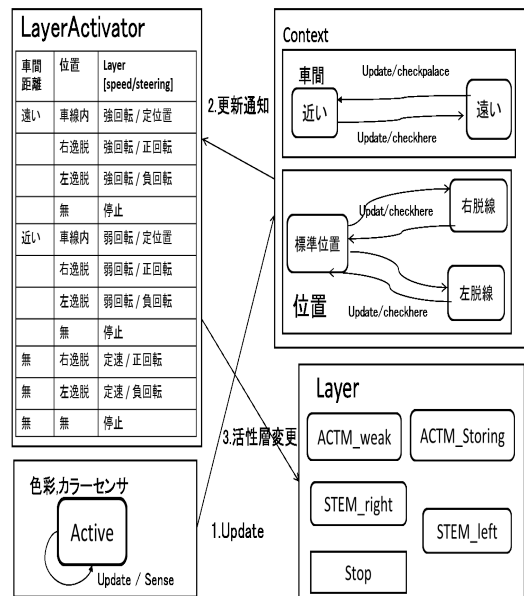 LayerActivator
車間距離 位置 Layer [speed/steering]
遠い 車線内 強回転 / 定位置
右逸脱 強回転 / 正回転
左逸脱 強回転 / 負回転
無 停止
近い 車線内 弱回転 / 定位置
右逸脱 弱回転 / 正回転
左逸脱 弱回転 / 負回転
無 停止
無 右逸脱 定速 / 正回転
無 左逸脱 定速 / 負回転
無 無 停止
色彩,カラーセンサ
Active
Update / Sense
1.Update
2.更新通知
3.活性層変更
Context
車間
近い
遠い
Update/checkpalace
Update/checkhere
標準位置
右脱線
左脱線
Updat/checkhere
Update/checkhere
位置
Layer
ACTM_weak
ACTM_Storing
STEM_right
STEM_left
Stop